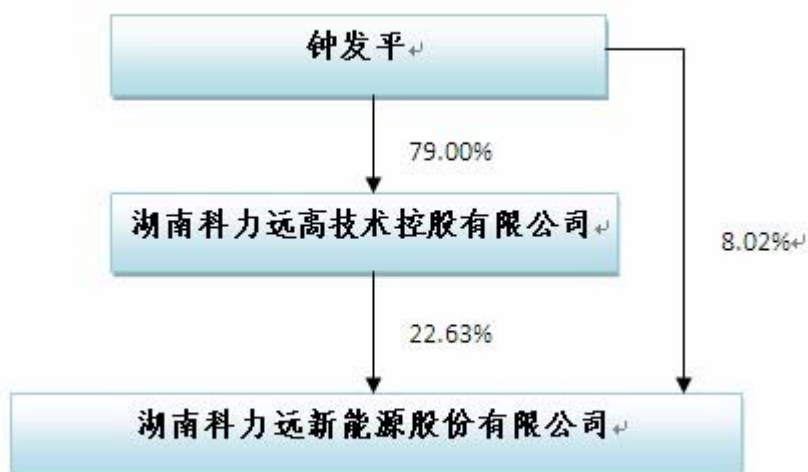 钟发平
79.00%
湖南科力远高技术控股有限公司
8.02%
22.63%
湖南科力远新能源股份有限公司